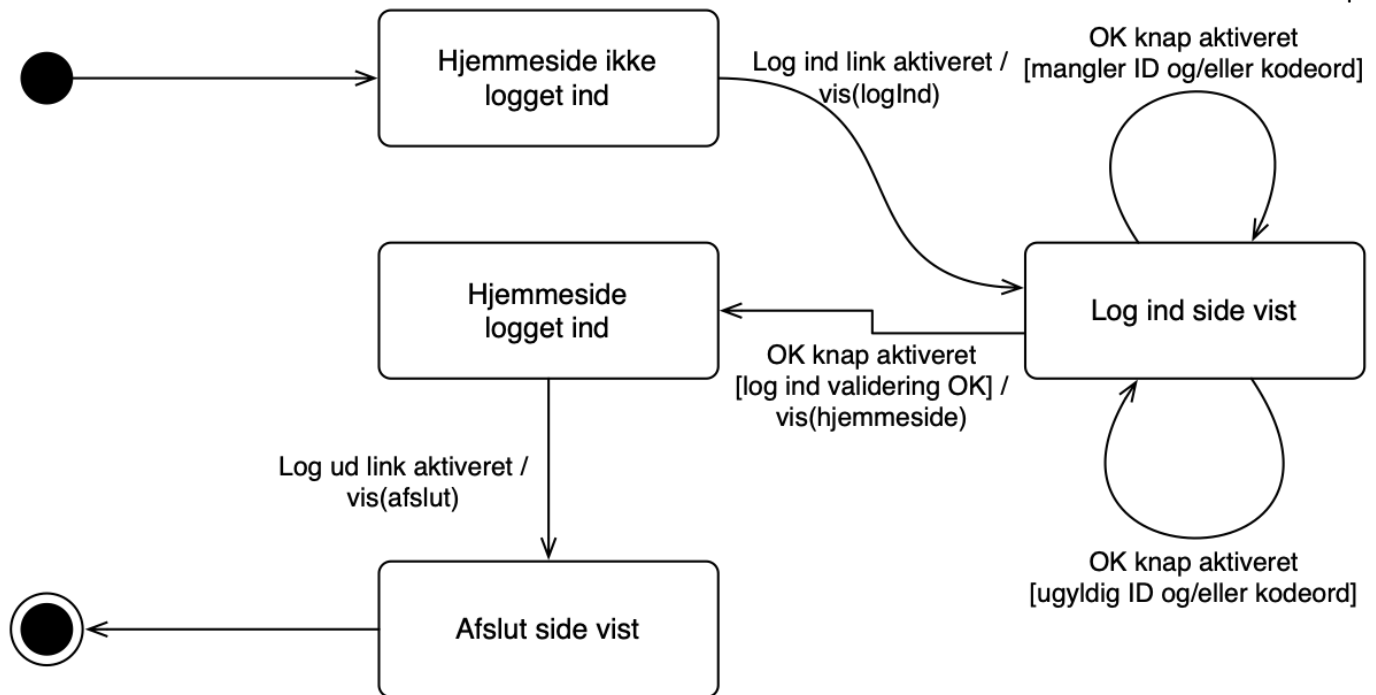 Hjemmeside ikke
logget ind
Log ind link aktiveret /
vis(logInd)
OK knap aktiveret
[mangler ID og/eller kodeord]
Hjemmeside
logget ind
Log ind side vist
OK knap aktiveret
[log ind validering OK] /
vis(hjemmeside)
Log ud link aktiveret /
vis(afslut)
OK knap aktiveret
[ugyldig ID og/eller kodeord]
Afslut side vist